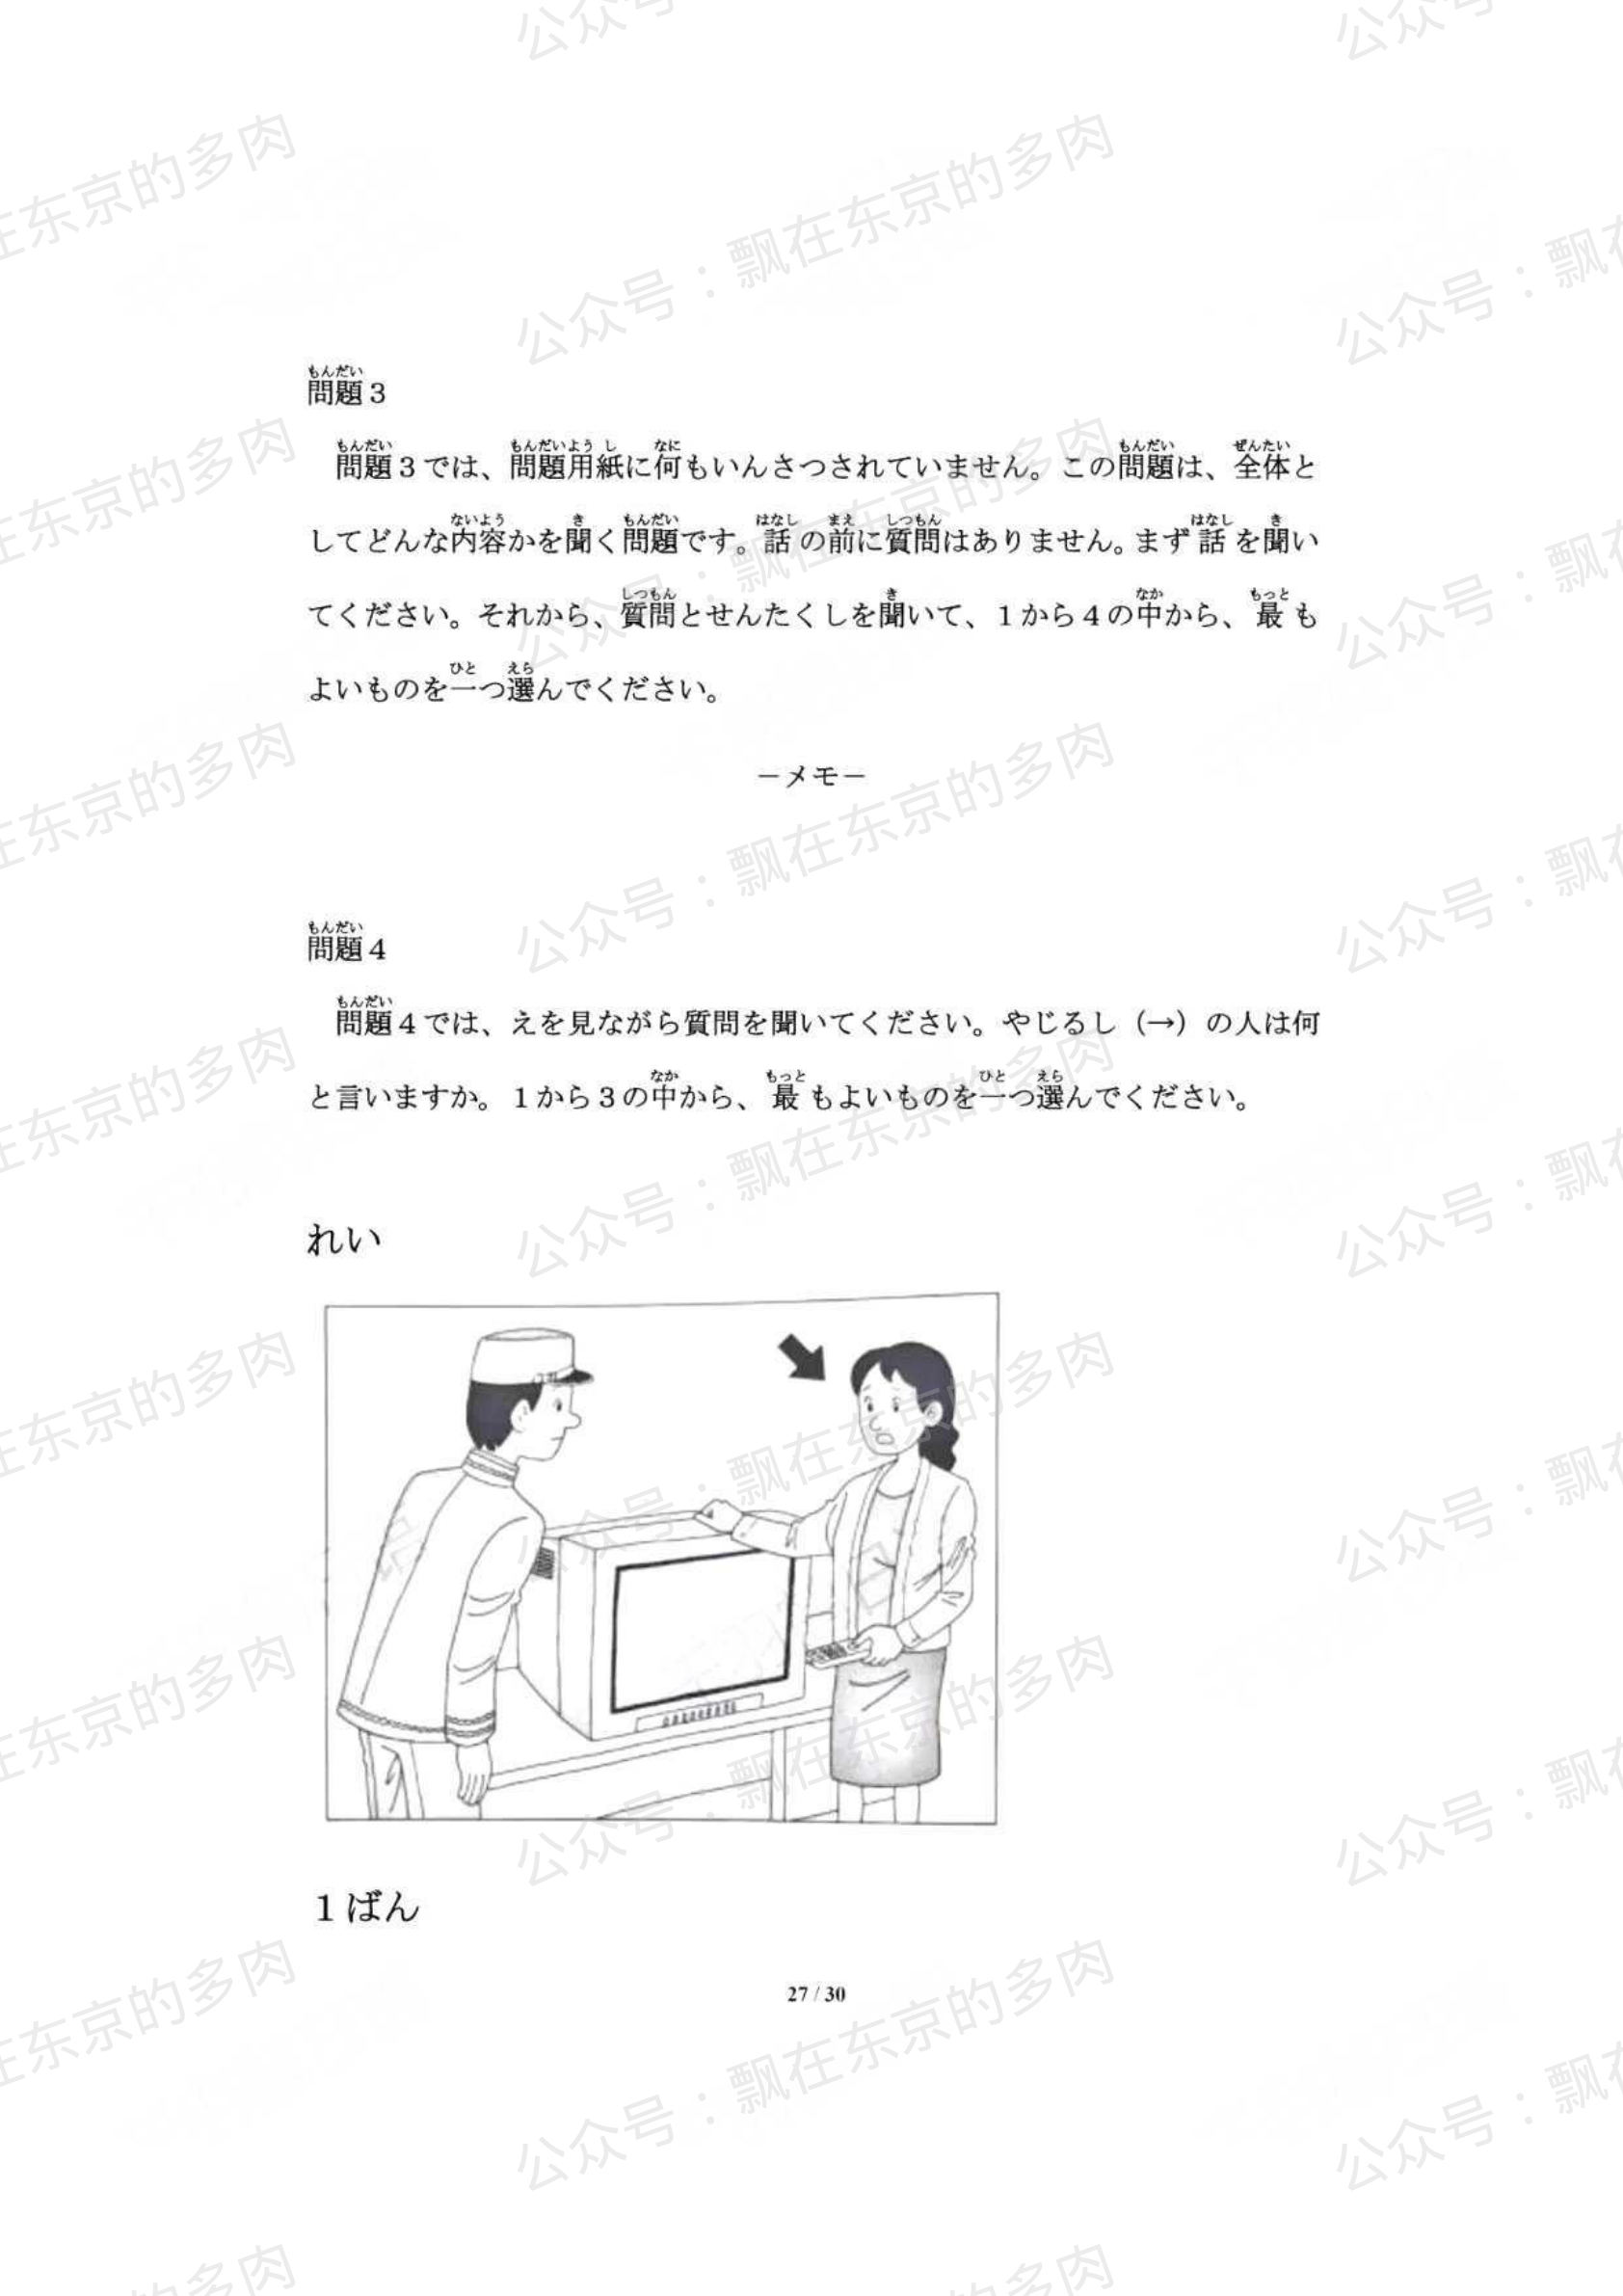 問題3
問題3では、問題用紙に何もいんさつされていません。この問題は、全体と
してどんな内容かを聞く問題です。話の前に質問はありません。まず話を聞い
てください。それから、質問とせんたくしを聞いて、1から4の中から、最も
よいものを一つ選んでください。
－メモ－
問題4
問題4では、えを見ながら質問を聞いてください。やじるし（→）の人は何
と言いますか。1から3の中から、最もよいものを一つ選んでください。
れい
1ばん
27 / 30
公众号：飘在东京的多肉